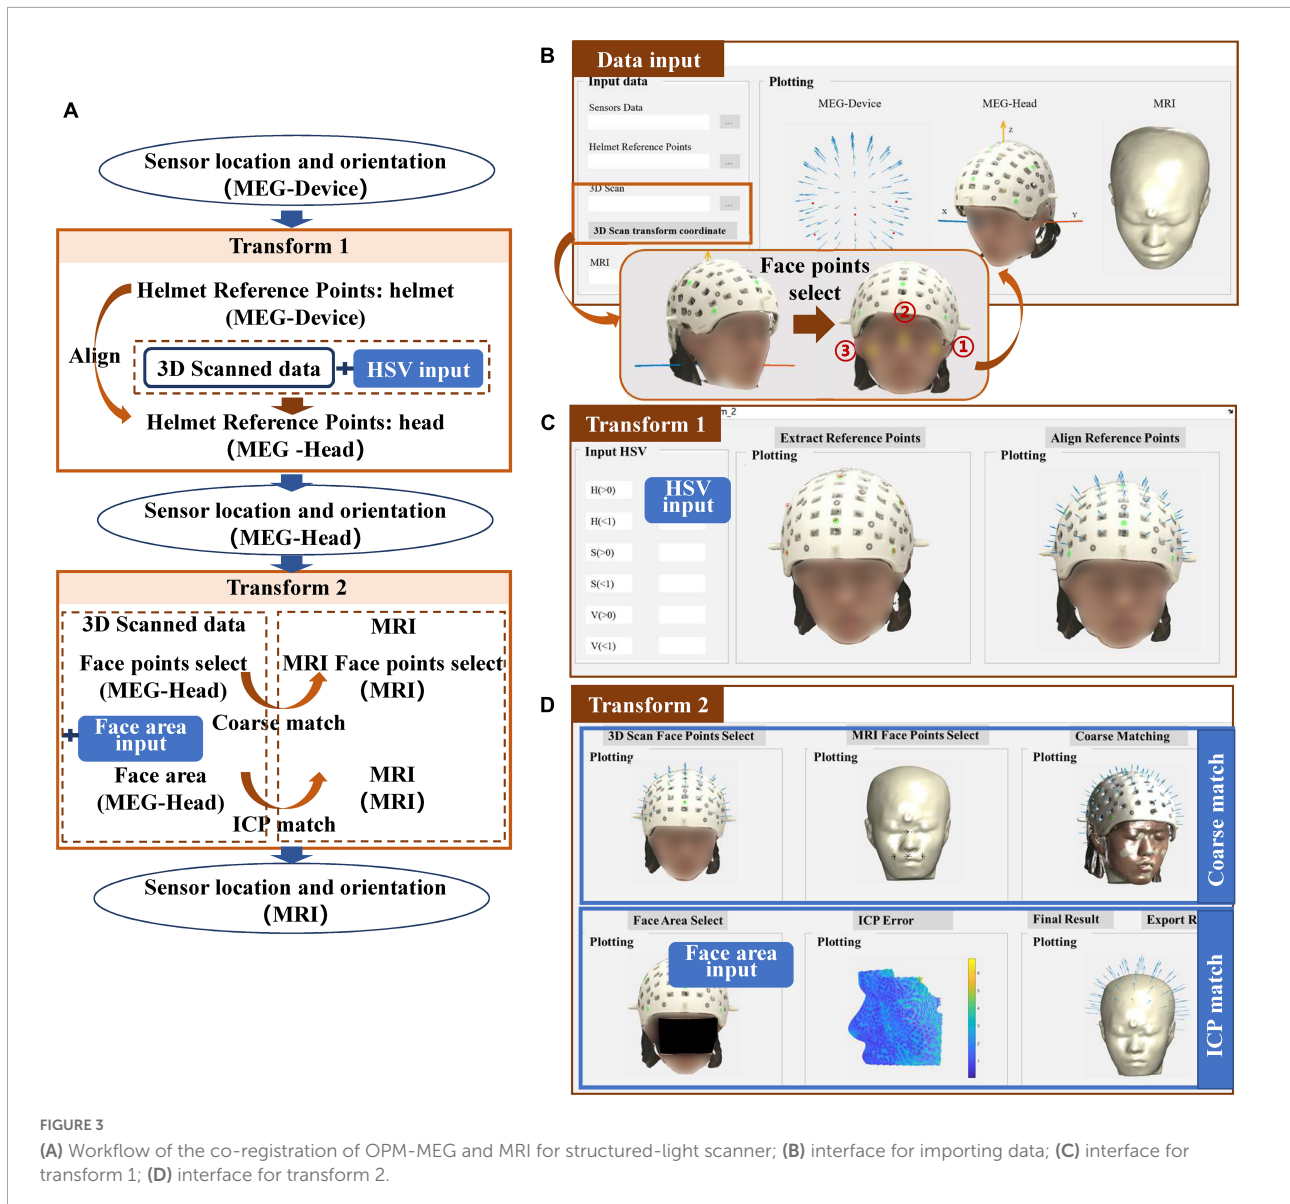 A
Sensor location and orientation
(MEG-Device)
Transform 1
Helmet Reference Points: helmet
(MEG-Device)
Align
3D Scanned data
+
HSV input
Helmet Reference Points: head
(MEG -Head)
Sensor location and orientation
(MEG-Head)
Transform 2
3D Scanned data
MRI
Face points select
(MEG-Head)
MRI Face points select
(MRI)
Coarse match
+
Face area
input
Face area
(MEG-Head)
MRI
(MRI)
ICP match
Sensor location and orientation
(MRI)
B
Data input
Input data
Sensors Data
...
Helmet Reference Points
...
3D Scan
...
3D Scan transform coordinate
MRI
Plotting
MEG-Device
MEG-Head
MRI
Z
X
Y
Face points
select
②
①
③
C
Transform 1
m_2
Input HSV
H(>0)
H(<1)
S(>0)
S(<1)
V(>0)
V(<1)
HSV
input
Extract Reference Points
Plotting
Align Reference Points
Plotting
D
Transform 2
3D Scan Face Points Select
Plotting
MRI Face Points Select
Plotting
Coarse Matching
Plotting
Coarse match
Face Area Select
Plotting
Face area
input
ICP Error
Plotting
Final Result
Export R
Plotting
ICP match
FIGURE 3
(A) Workflow of the co-registration of OPM-MEG and MRI for structured-light scanner; (B) interface for importing data; (C) interface for
transform 1; (D) interface for transform 2.